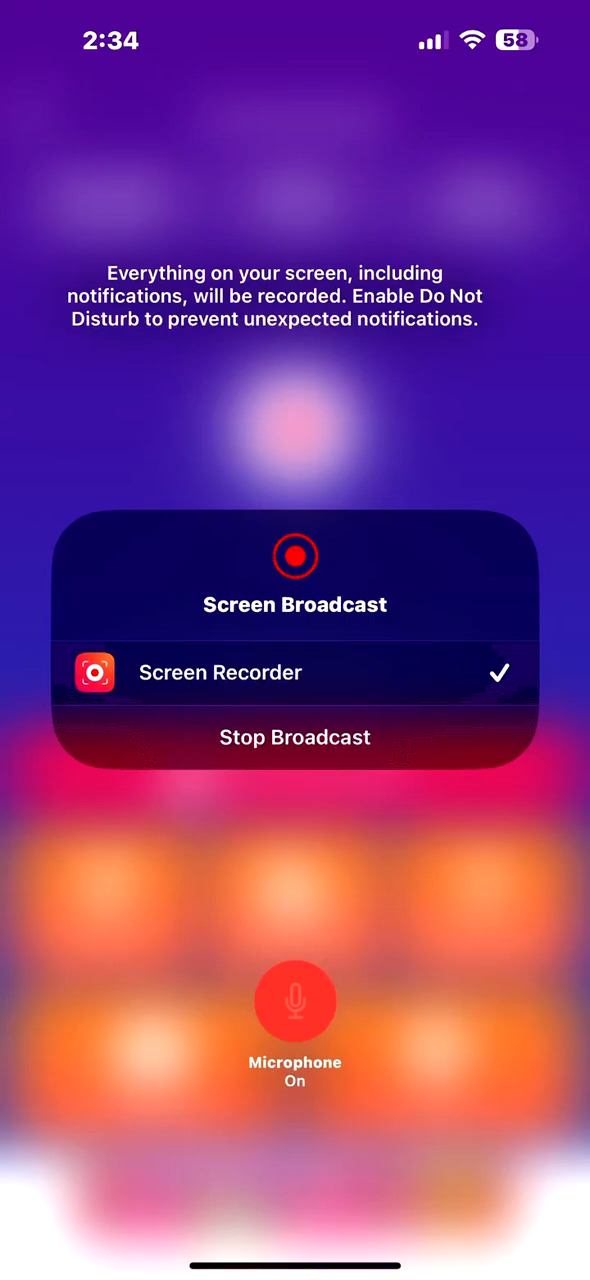 2:34
58
Everything on your screen, including
notifications, will be recorded. Enable Do Not
Disturb to prevent unexpected notifications.
Screen Broadcast
Screen Recorder
Stop Broadcast
Microphone
On